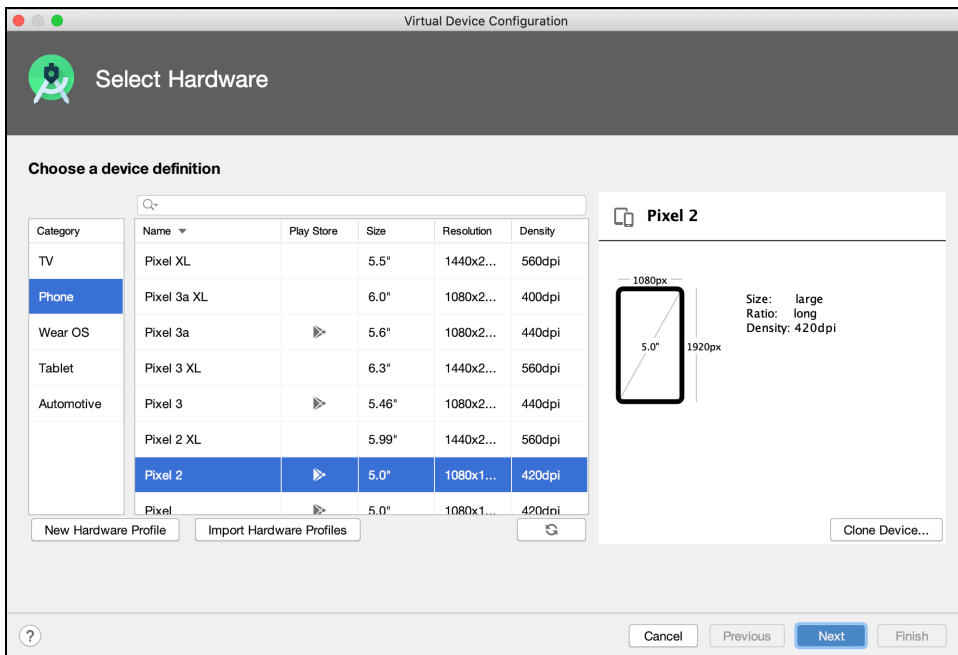 Virtual Device Configuration
Select Hardware
Choose a device definition
Category
TV
Phone
Wear OS
Tablet
Automotive
Name Play Store Size Resolution Density
Pixel XL 5.5" 1440x2... 560dpi
Pixel 3a XL 6.0" 1080x2... 400dpi
Pixel 3a 5.6" 1080x2... 440dpi
Pixel 3 XL 6.3" 1440x2... 560dpi
Pixel 3 5.46" 1080x2... 440dpi
Pixel 2 XL 5.99" 1440x2... 560dpi
Pixel 2 5.0" 1080x1... 420dpi
Pixel 5.0" 1080x1... 420dpi
New Hardware Profile Import Hardware Profiles
Pixel 2
1080px
5.0"
1920px
Size: large
Ratio: long
Density: 420dpi
Clone Device...
? Cancel Previous Next Finish